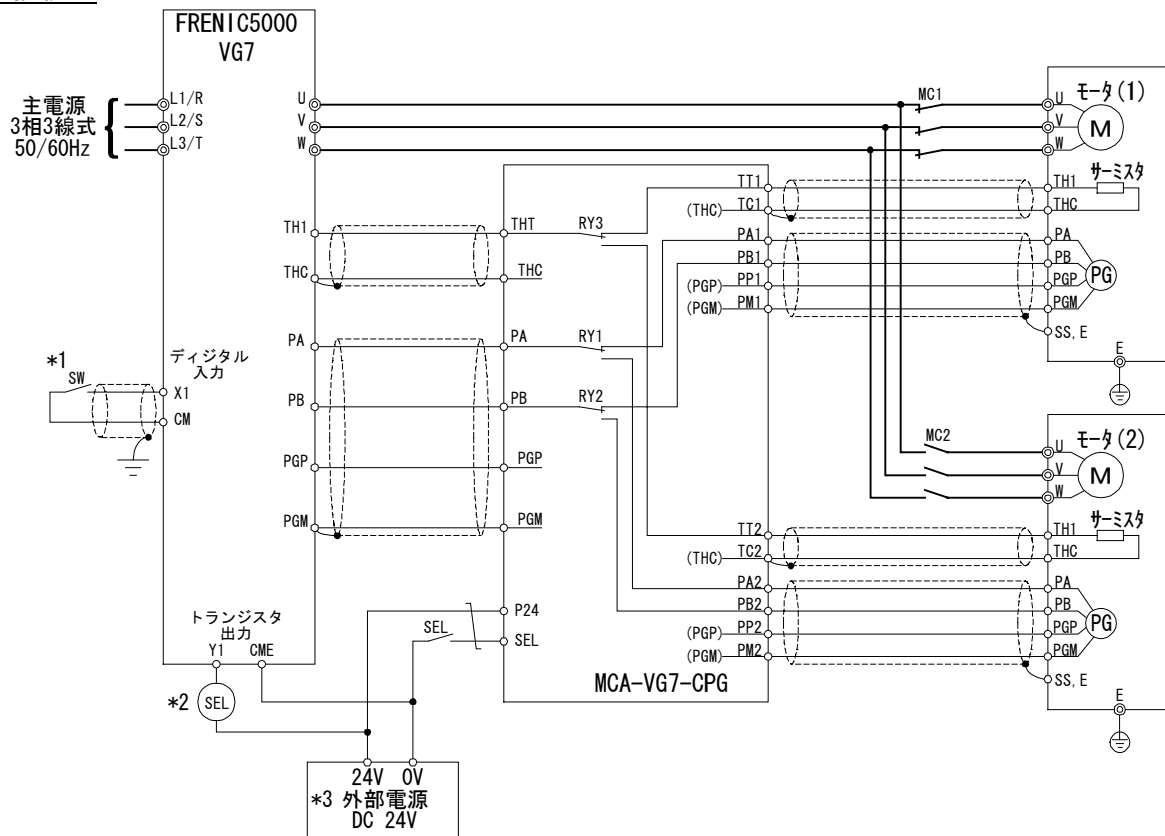 FRENIC5000
VG7
主電源
3相3線式
50/60Hz
L1/R
L2/S
L3/T
U
V
W
TH1
THC
PA
PB
PGP
PGM
ディジタル
入力
*1
SW
X1
CM
トランジスタ
出力
Y1
CME
*2
SEL
24V
0V
*3 外部電源
DC 24V
SEL
THT
THC
PA
PB
PGP
PGM
P24
SEL
RY3
RY1
RY2
MCA-VG7-CPG
TT1
(THC)
TC1
PA1
PB1
(PGP)
PP1
(PGM)
PM1
TT2
(THC)
TC2
PA2
PB2
(PGP)
PP2
(PGM)
PM2
MC1
MC2
モータ(1)
U
V
W
M
サーミスタ
TH1
THC
PA
PB
PGP
PGM
PG
SS, E
E
モータ(2)
U
V
W
M
サーミスタ
TH1
THC
PA
PB
PGP
PGM
PG
SS, E
E